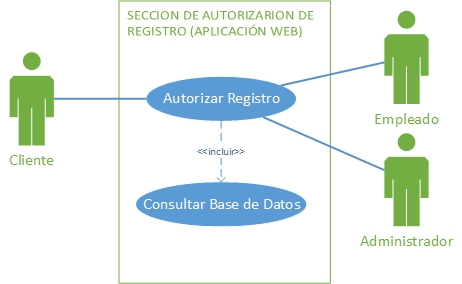 SECCION DE AUTORIZARION DE
REGISTRO (APLICACIÓN WEB)
Autorizar Registro
Empleado
Cliente
<<incluir>>
Consultar Base de Datos
Administrador